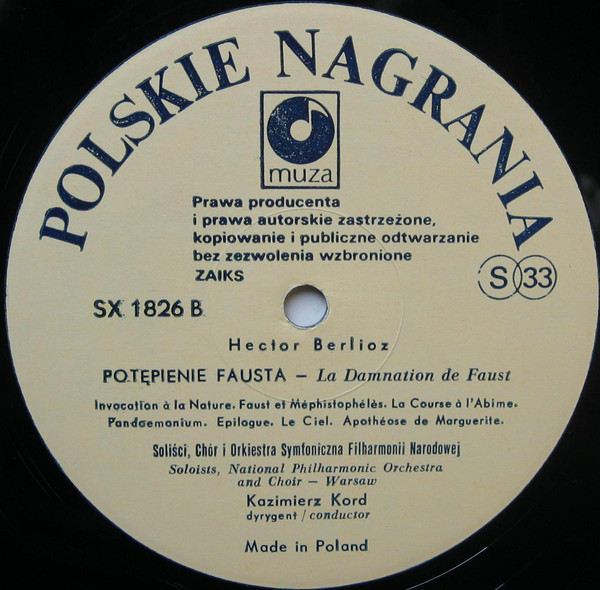 POLSKIE NAGRANIA
muza
Prawa producenta
i prawa autorskie zastrzeżone,
kopiowanie i publiczne odtwarzanie
bez zezwolenia wzbronione
ZAIKS
S 33
SX 1826 B
Hector Berlioz
POTĘPIENIE FAUSTA – La Damnation de Faust
Invocation à la Nature. Faust et Méphistophélès. La Course à l'Abime.
Pandaemonium. Epilogue. Le Ciel. Apothéose de Marguerite.
Soliści, Chór i Orkiestra Symfoniczna Filharmonii Narodowej
Soloists, National Philharmonic Orchestra
and Choir – Warsaw
Kazimierz Kord
dyrygent / conductor
Made in Poland